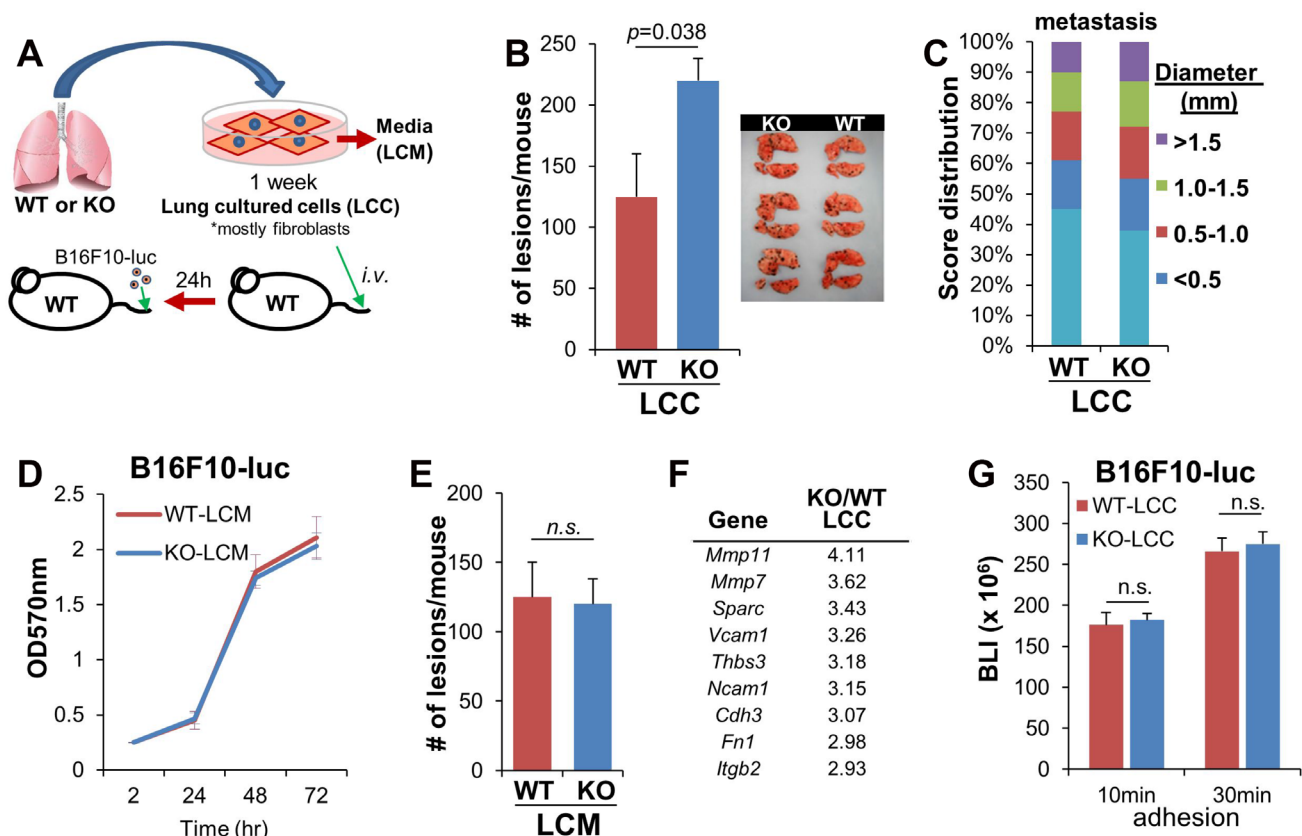 A
WT or KO
Media
(LCM)
1 week
Lung cultured cells (LCC)
*mostly fibroblasts
B16F10-luc
24h
i.v.
WT
WT
B
p=0.038
# of lesions/mouse
250
200
150
100
50
0
WT KO
LCC
KO WT
C
metastasis
Score distribution
100%
90%
80%
70%
60%
50%
40%
30%
20%
10%
0%
WT KO
LCC
Diameter
(mm)
>1.5
1.0-1.5
0.5-1.0
<0.5
D
B16F10-luc
WT-LCM
KO-LCM
OD570nm
2.5
2
1.5
1
0.5
0
2 24 48 72
Time (hr)
E
# of lesions/mouse
200
150
100
50
0
n.s.
WT KO
LCM
F
Gene KO/WT
LCC
Mmp11 4.11
Mmp7 3.62
Sparc 3.43
Vcam1 3.26
Thbs3 3.18
Ncam1 3.15
Cdh3 3.07
Fn1 2.98
Itgb2 2.93
G
B16F10-luc
WT-LCC
KO-LCC
n.s.
n.s.
BLI (x 10⁶)
350
300
250
200
150
100
50
0
10min 30min
adhesion